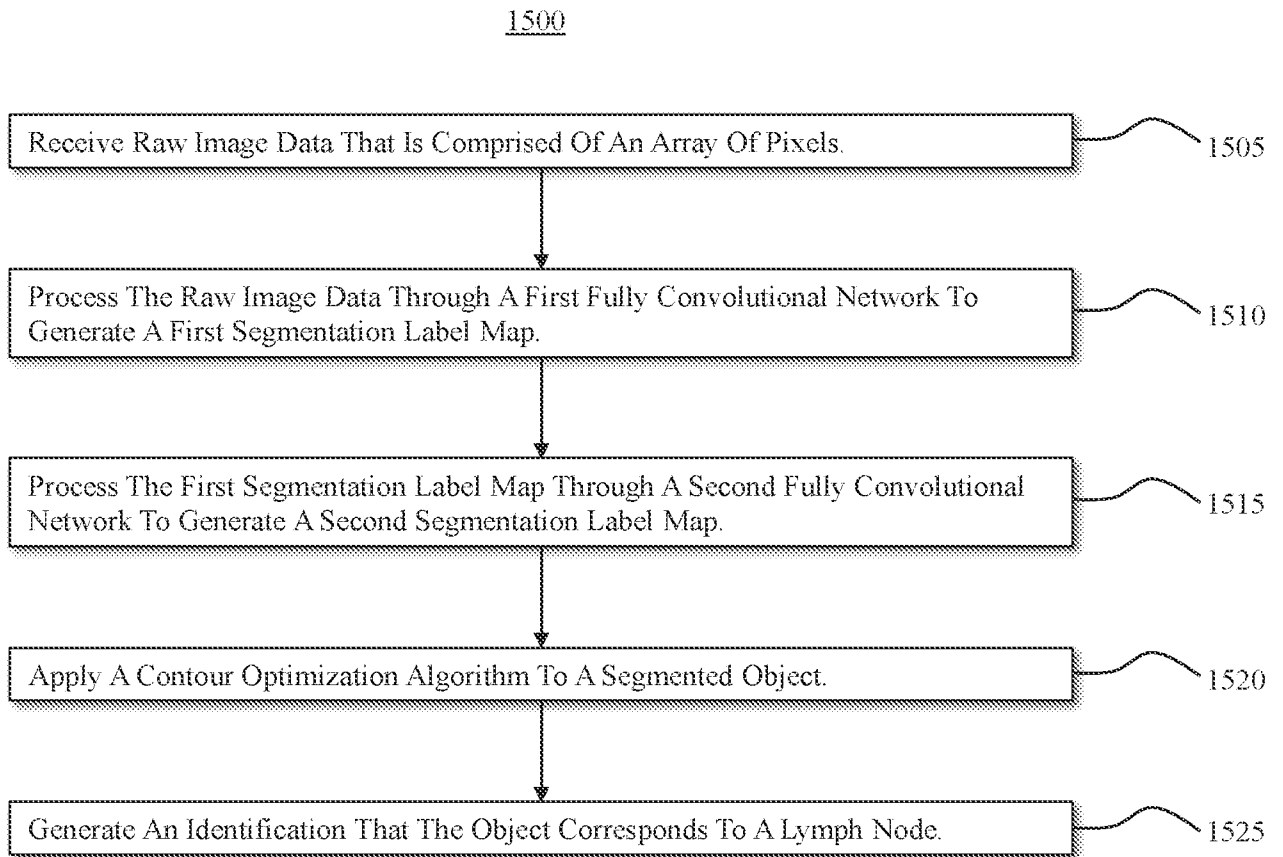 1500
Receive Raw Image Data That Is Comprised Of An Array Of Pixels.
1505
Process The Raw Image Data Through A First Fully Convolutional Network To
Generate A First Segmentation Label Map.
1510
Process The First Segmentation Label Map Through A Second Fully Convolutional
Network To Generate A Second Segmentation Label Map.
1515
Apply A Contour Optimization Algorithm To A Segmented Object.
1520
Generate An Identification That The Object Corresponds To A Lymph Node.
1525